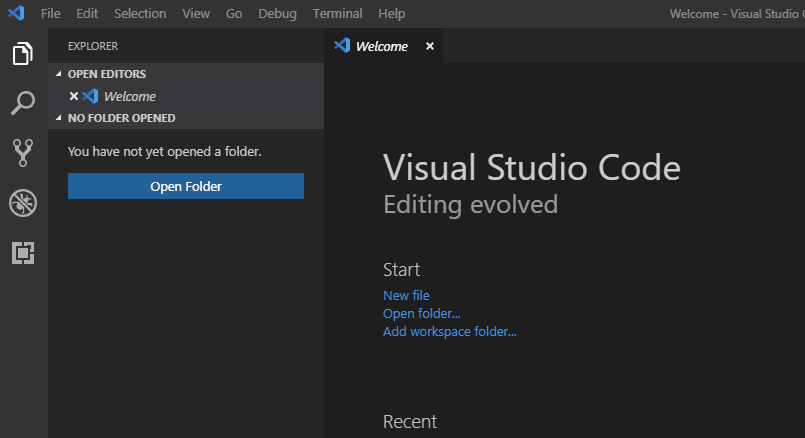 File Edit Selection View Go Debug Terminal Help
Welcome - Visual Studio
EXPLORER
Welcome
OPEN EDITORS
Welcome
NO FOLDER OPENED
You have not yet opened a folder.
Open Folder
Visual Studio Code
Editing evolved
Start
New file
Open folder...
Add workspace folder...
Recent